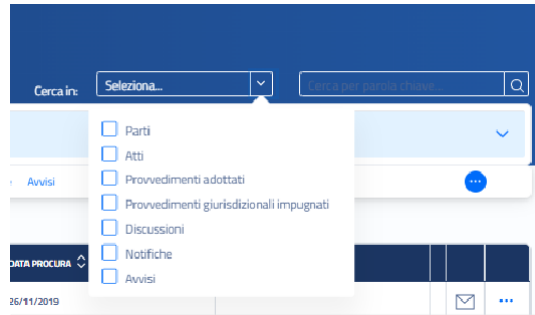 Cerca in:
Seleziona...
Cerca per parola chiave...
Parti
Atti
Provvedimenti adottati
Avvisi
Provvedimenti giurisdizionali impugnati
Discussioni
Notifiche
DATA PROCURA
Avvisi
26/11/2019